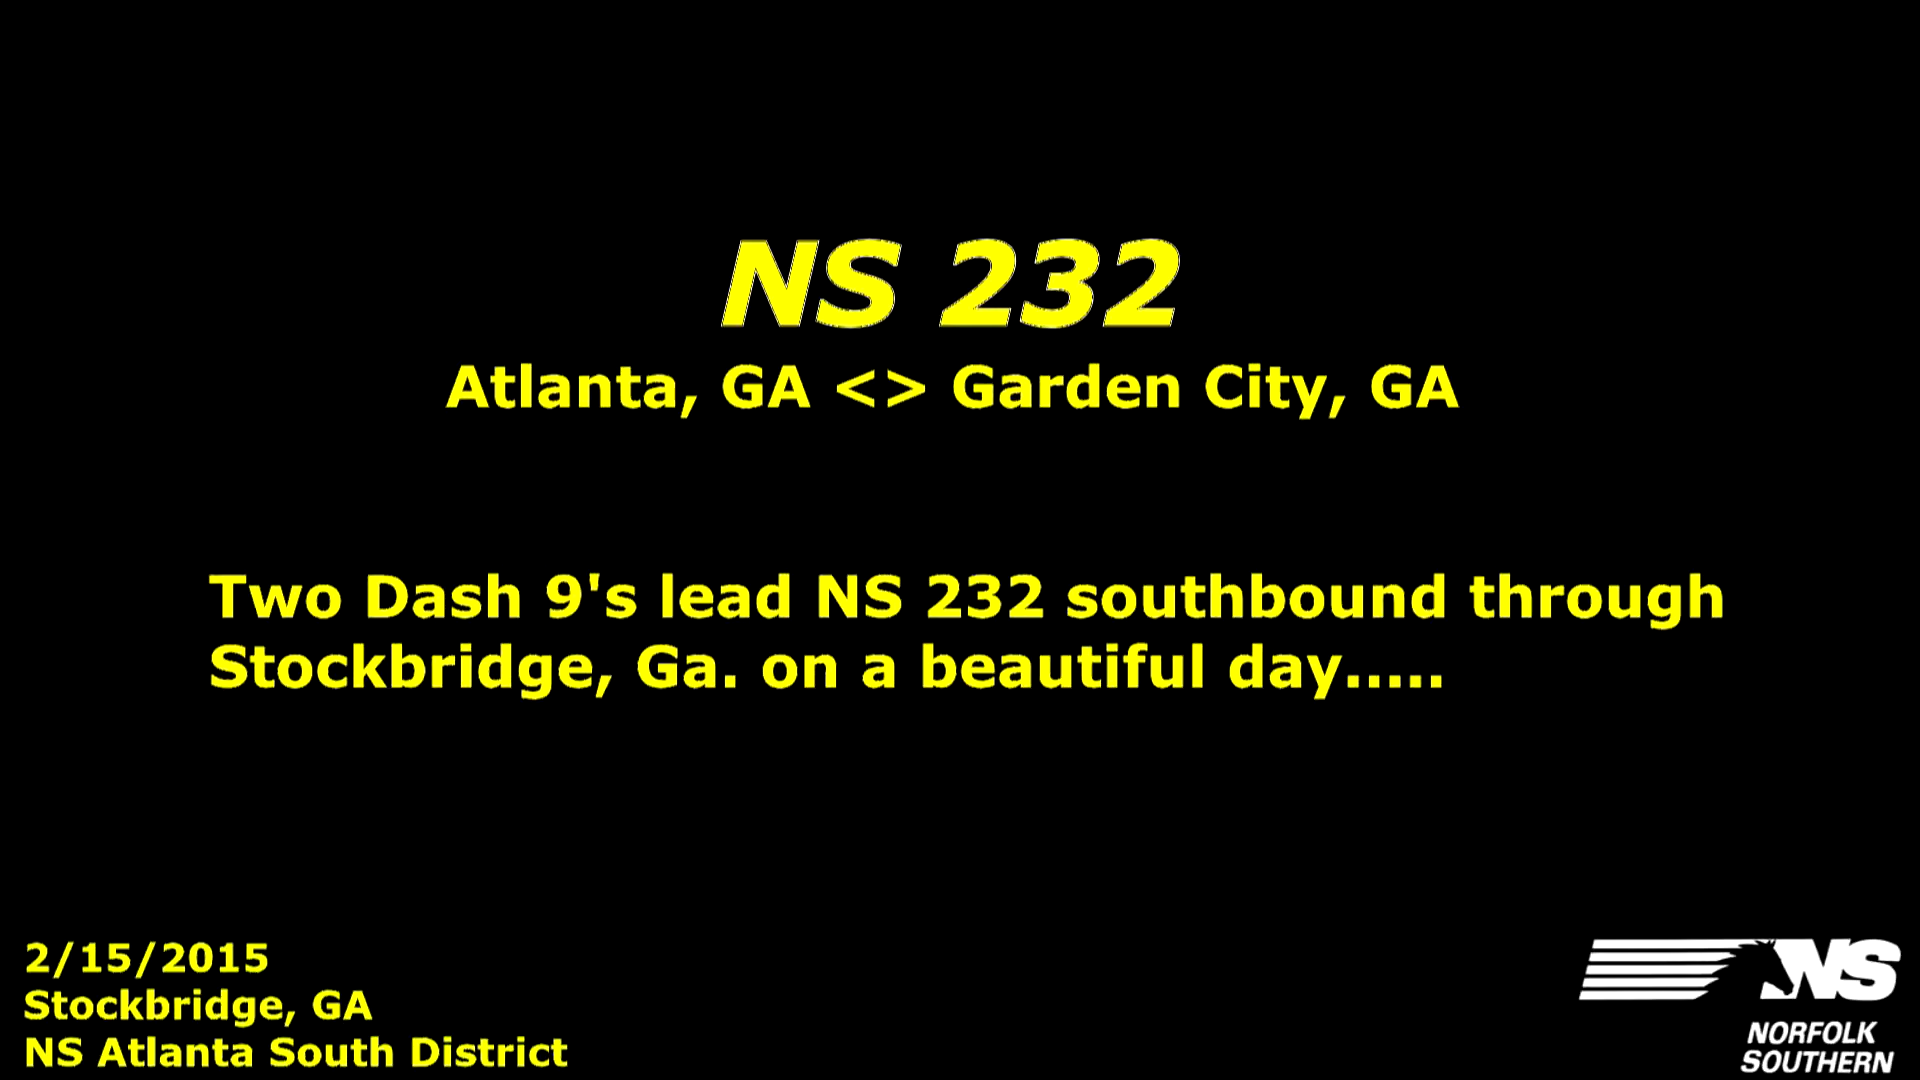 NS 232
Atlanta, GA <> Garden City, GA
Two Dash 9's lead NS 232 southbound through
Stockbridge, Ga. on a beautiful day.....
2/15/2015
Stockbridge, GA
NS Atlanta South District
NS
NORFOLK
SOUTHERN